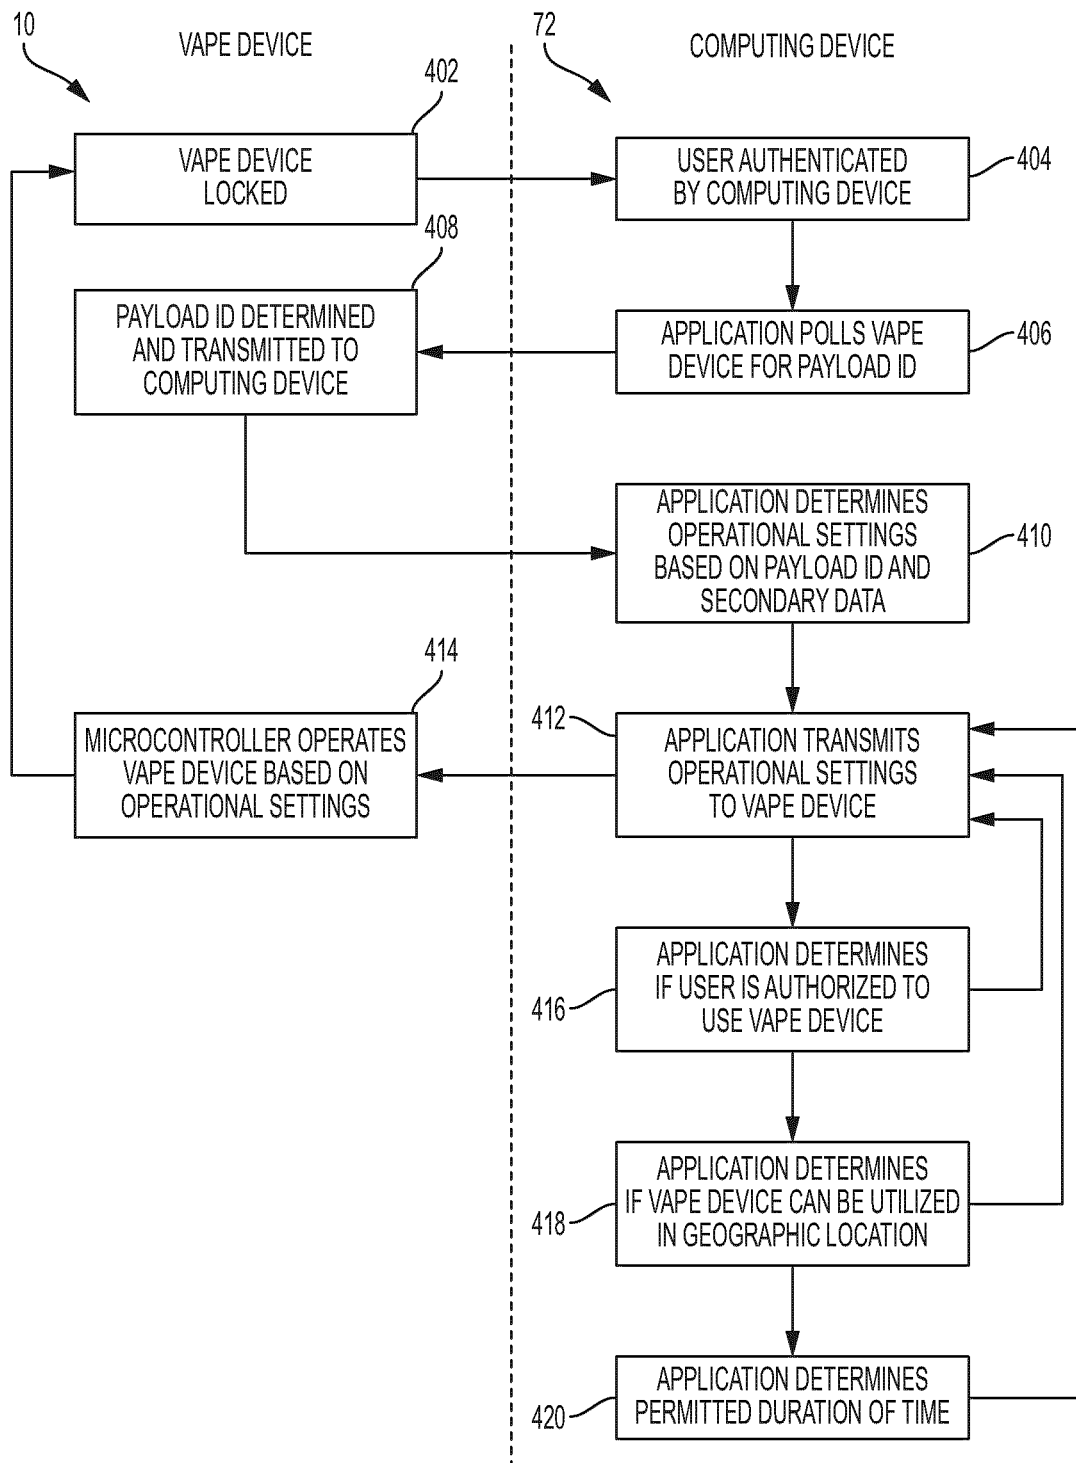 10
VAPE DEVICE
72
COMPUTING DEVICE
402
VAPE DEVICE
LOCKED
USER AUTHENTICATED
BY COMPUTING DEVICE
404
408
PAYLOAD ID DETERMINED
AND TRANSMITTED TO
COMPUTING DEVICE
APPLICATION POLLS VAPE
DEVICE FOR PAYLOAD ID
406
APPLICATION DETERMINES
OPERATIONAL SETTINGS
BASED ON PAYLOAD ID AND
SECONDARY DATA
410
414
MICROCONTROLLER OPERATES
VAPE DEVICE BASED ON
OPERATIONAL SETTINGS
412
APPLICATION TRANSMITS
OPERATIONAL SETTINGS
TO VAPE DEVICE
416
APPLICATION DETERMINES
IF USER IS AUTHORIZED TO
USE VAPE DEVICE
418
APPLICATION DETERMINES
IF VAPE DEVICE CAN BE UTILIZED
IN GEOGRAPHIC LOCATION
420
APPLICATION DETERMINES
PERMITTED DURATION OF TIME